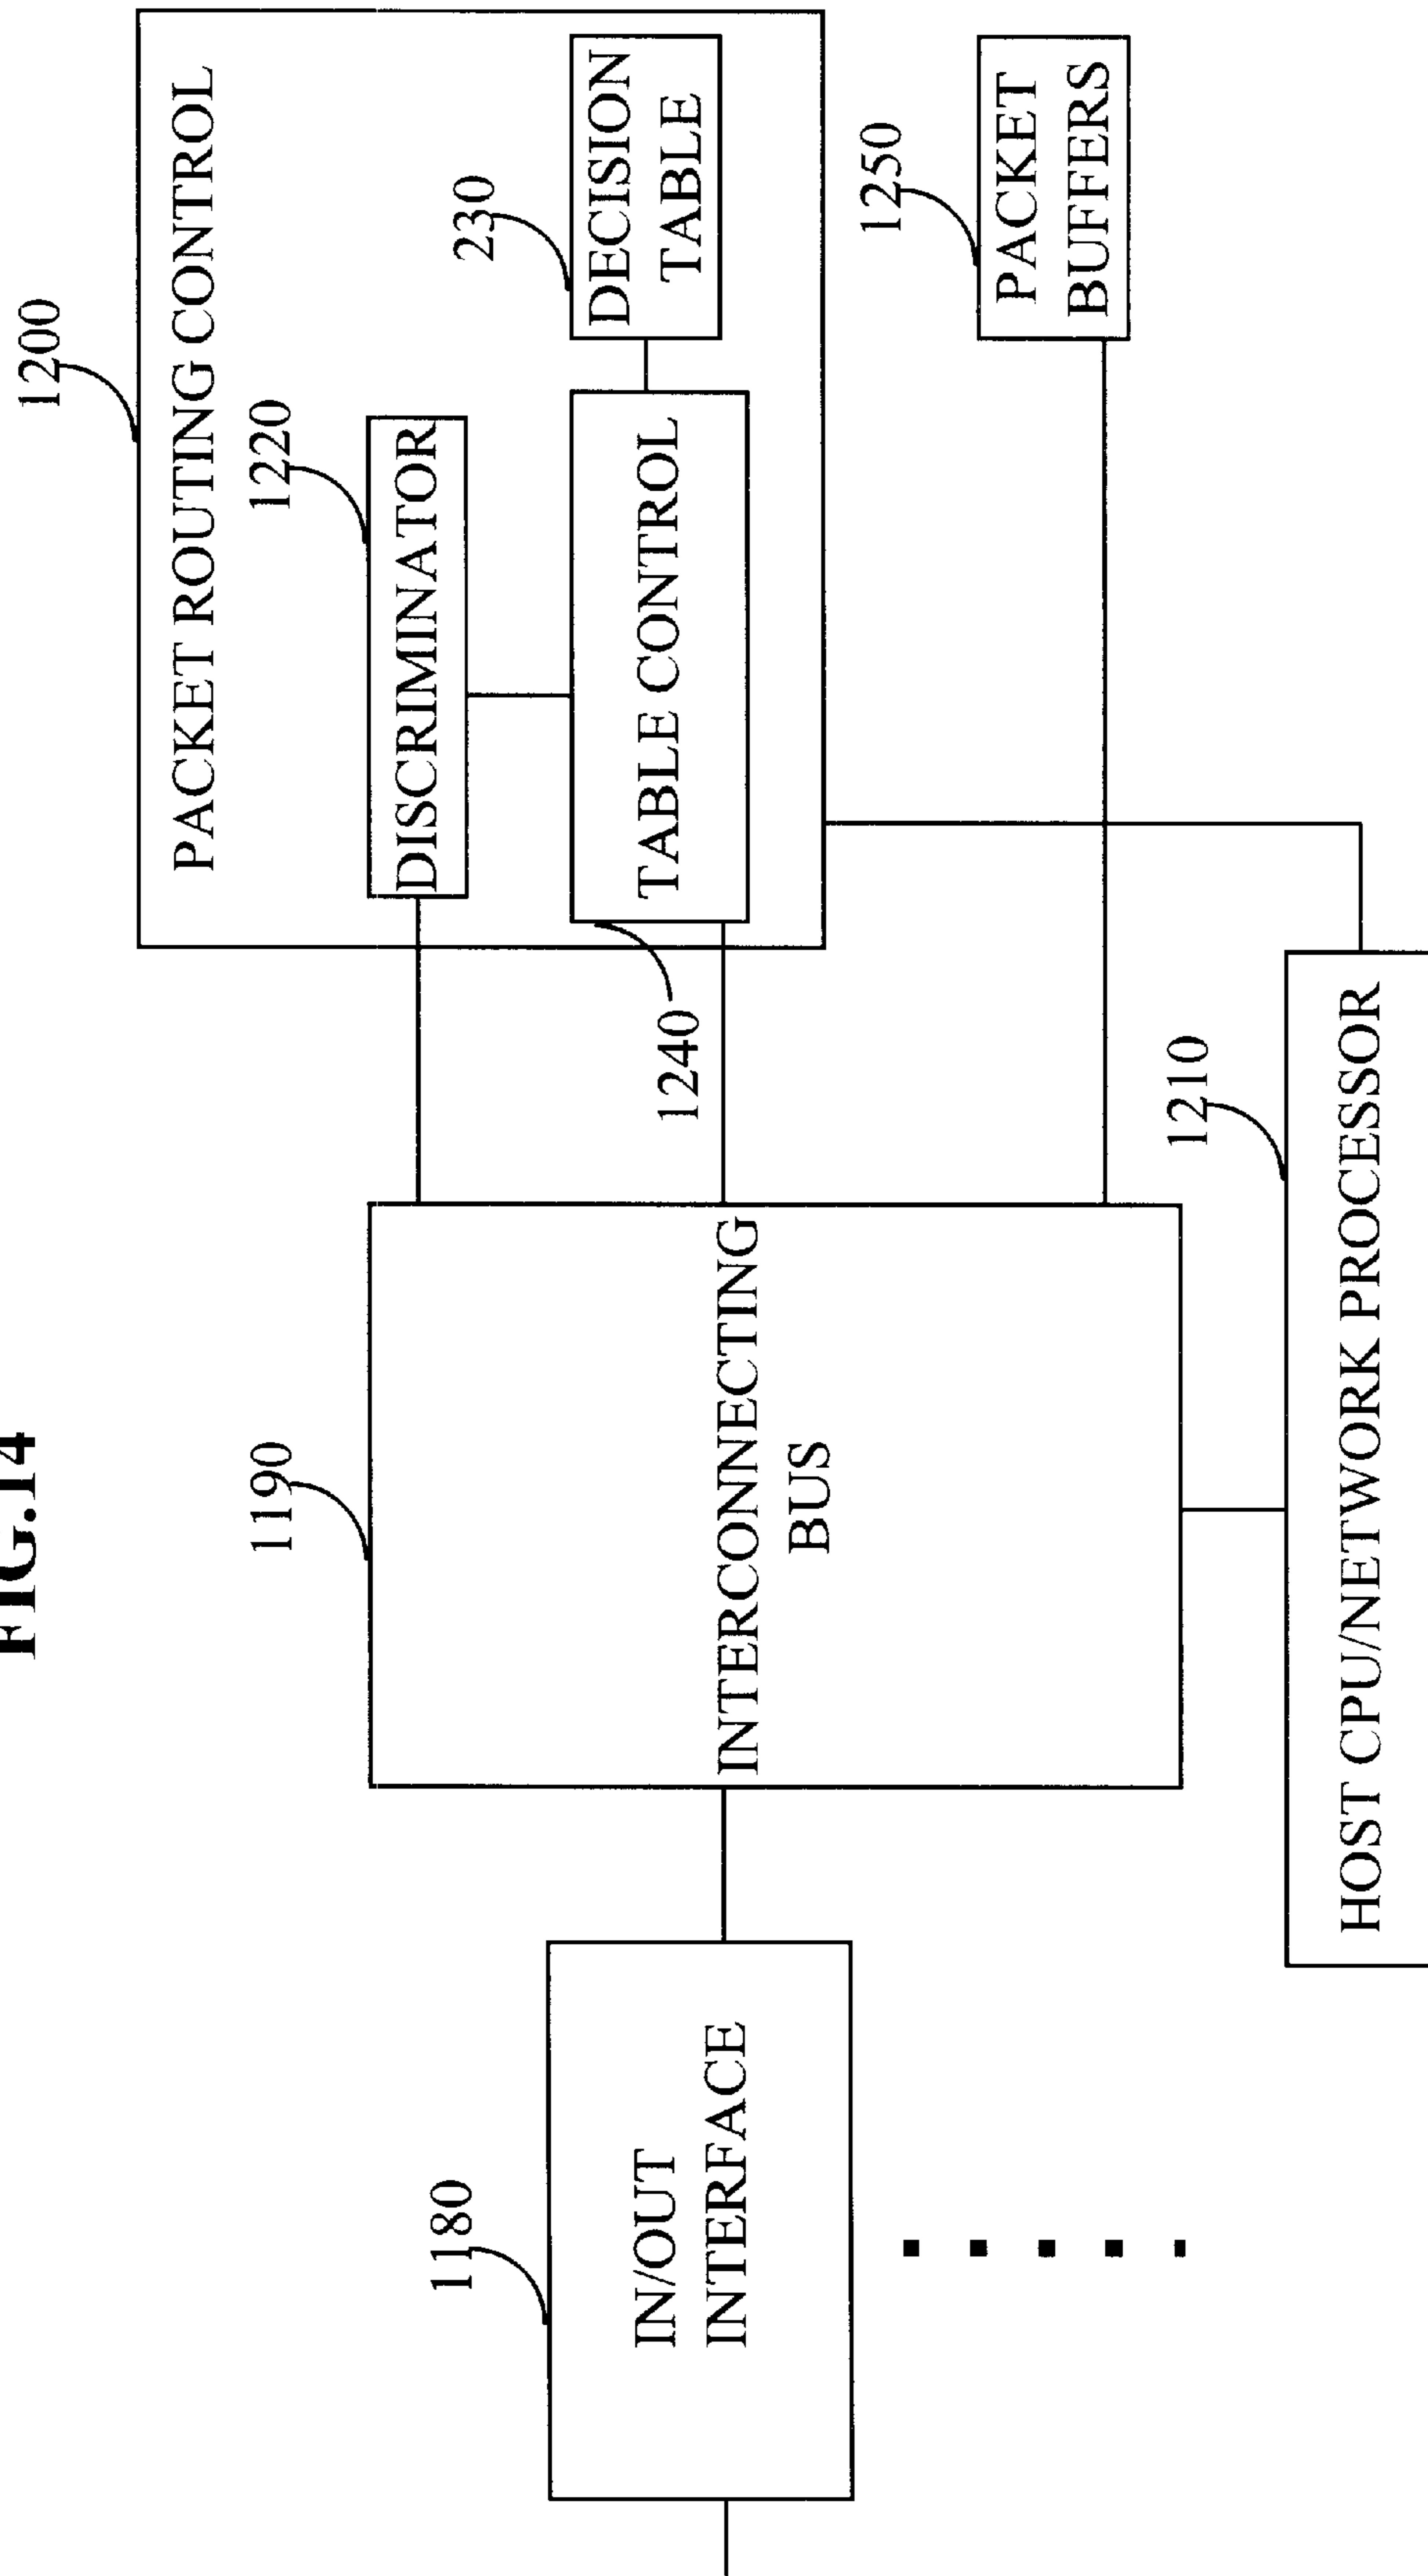 FIG.14
1200
PACKET ROUTING CONTROL
1190
1220
DISCRIMINATOR
1180
230
DECISION
TABLE
IN/OUT
INTERFACE
TABLE CONTROL
1240
INTERCONNECTING
BUS
1250
PACKET
BUFFERS
1210
HOST CPU/NETWORK PROCESSOR